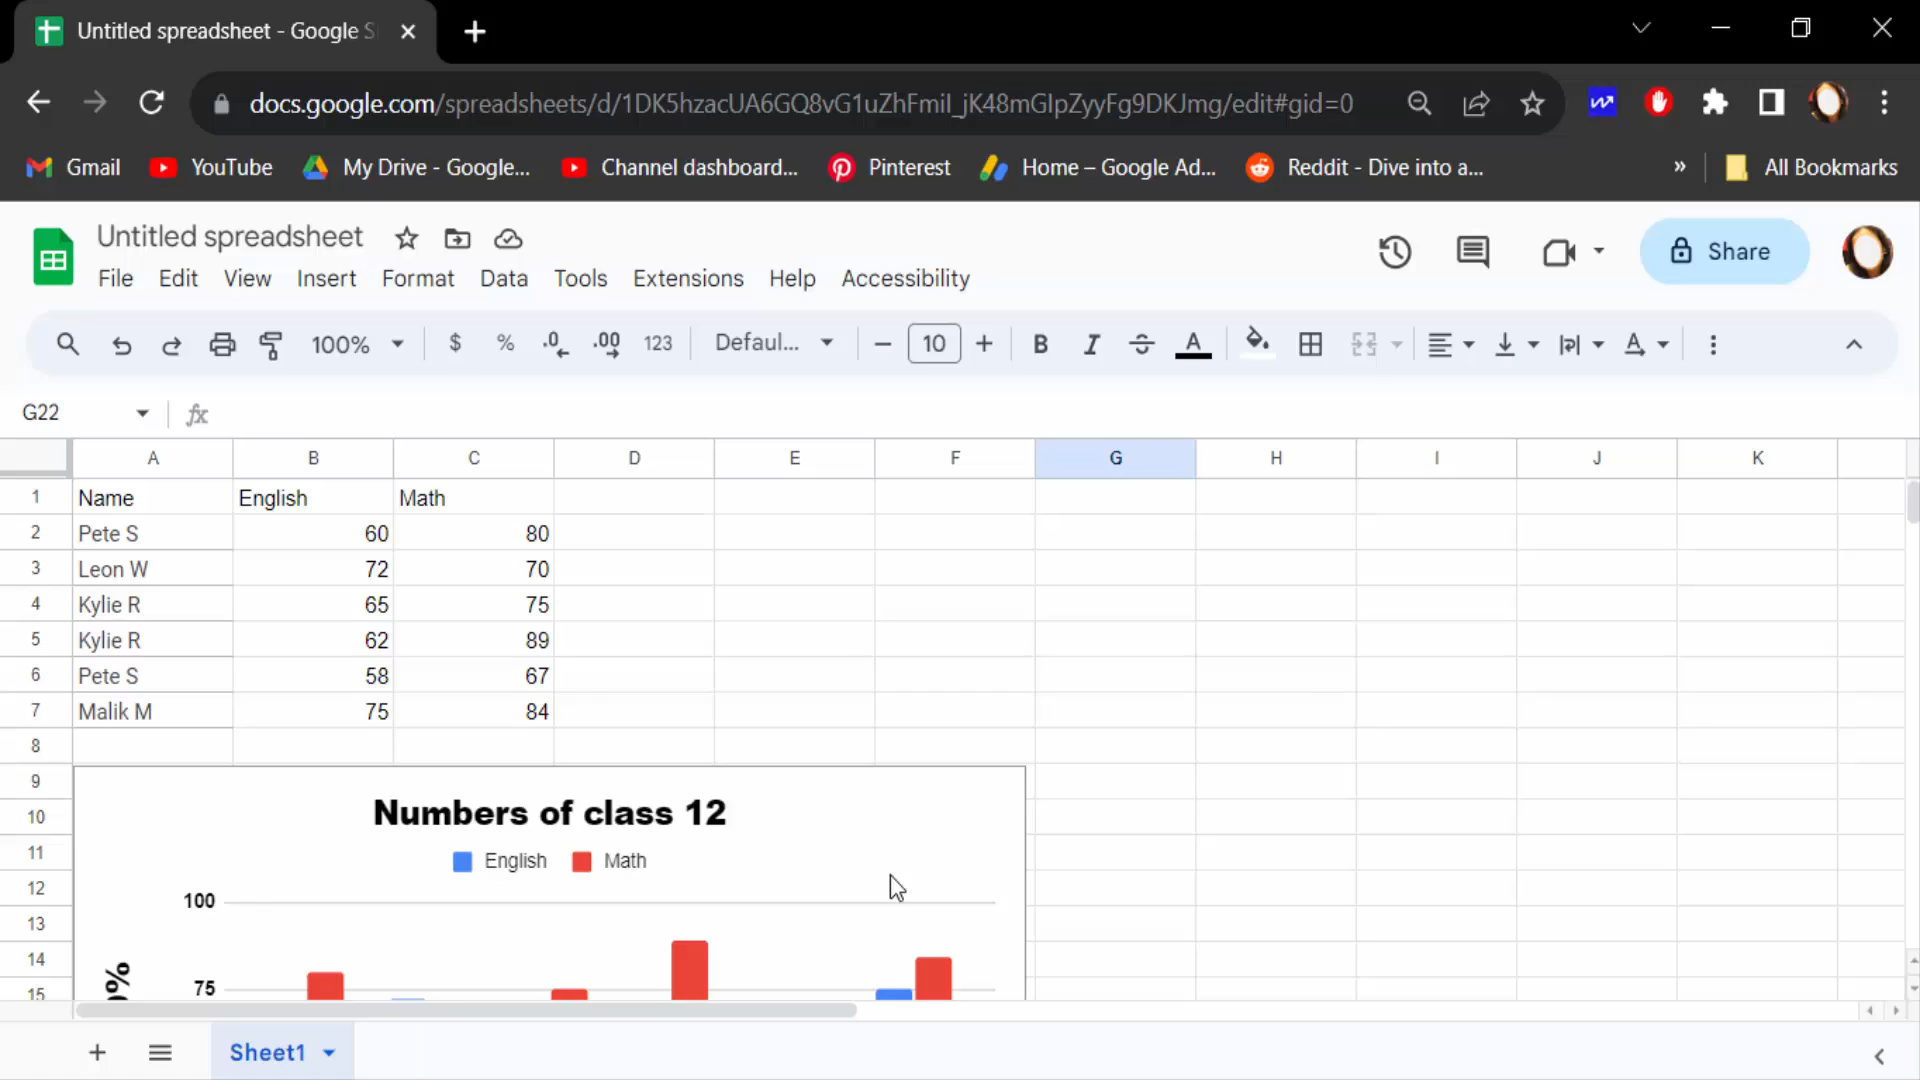 Untitled spreadsheet - Google S
docs.google.com/spreadsheets/d/1DK5hzacUA6GQ8vG1uZhFmiI_jK48mGIpZyyFg9DKJmg/edit#gid=0
Gmail YouTube My Drive - Google... Channel dashboard... Pinterest Home – Google Ad... Reddit - Dive into a... » All Bookmarks
Untitled spreadsheet
Share
File Edit View Insert Format Data Tools Extensions Help Accessibility
100% $ % .0 .00 123 Defaul... − 10 + B I S A
G22 fx
A B C D E F G H I J K
1 Name English Math
2 Pete S 60 80
3 Leon W 72 70
4 Kylie R 65 75
5 Kylie R 62 89
6 Pete S 58 67
7 Malik M 75 84
8
9
10 Numbers of class 12
11 English Math
12 100
13
14
15 75
%
Sheet1